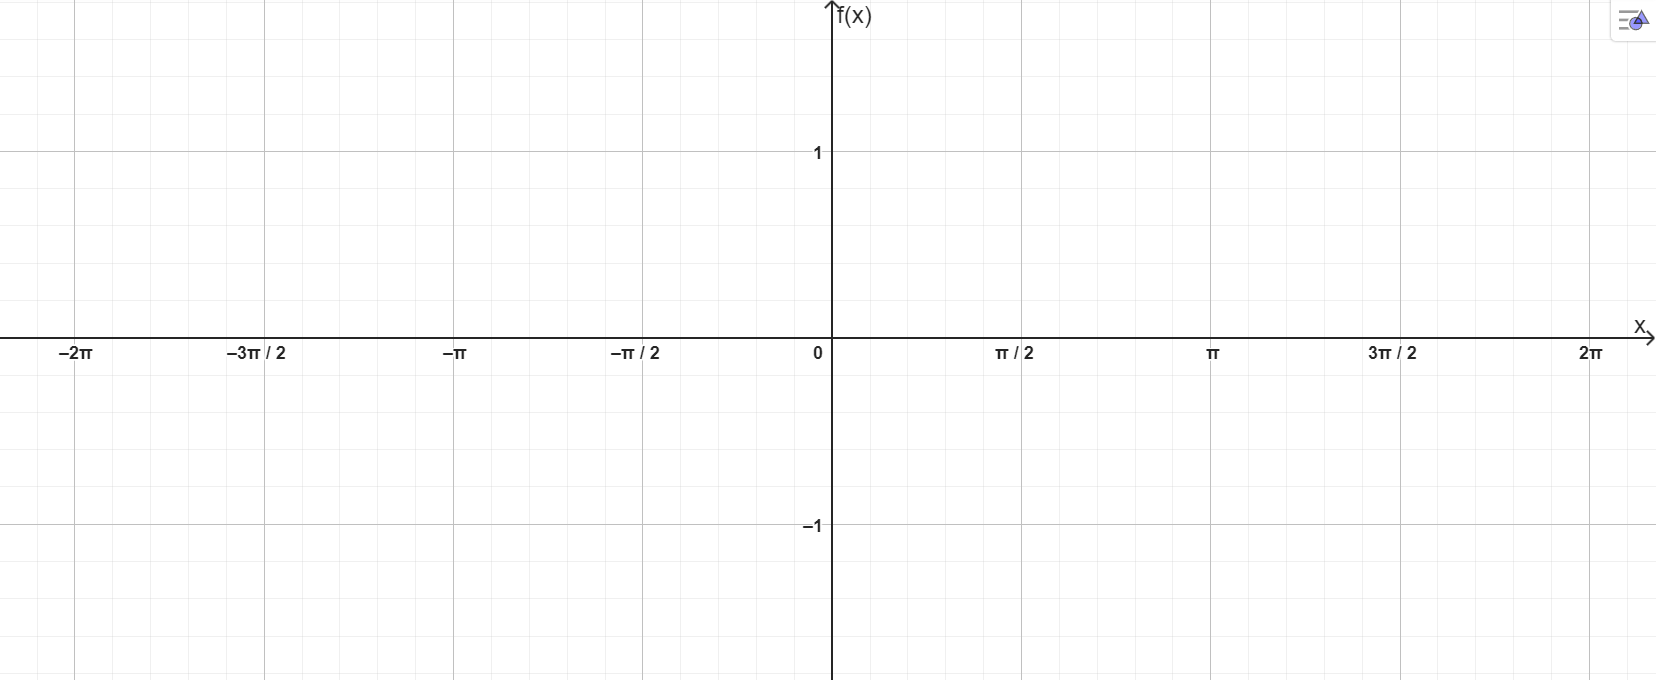 f(x)
1
x
–2π –3π / 2 –π –π / 2 0 π / 2 π 3π / 2 2π
–1